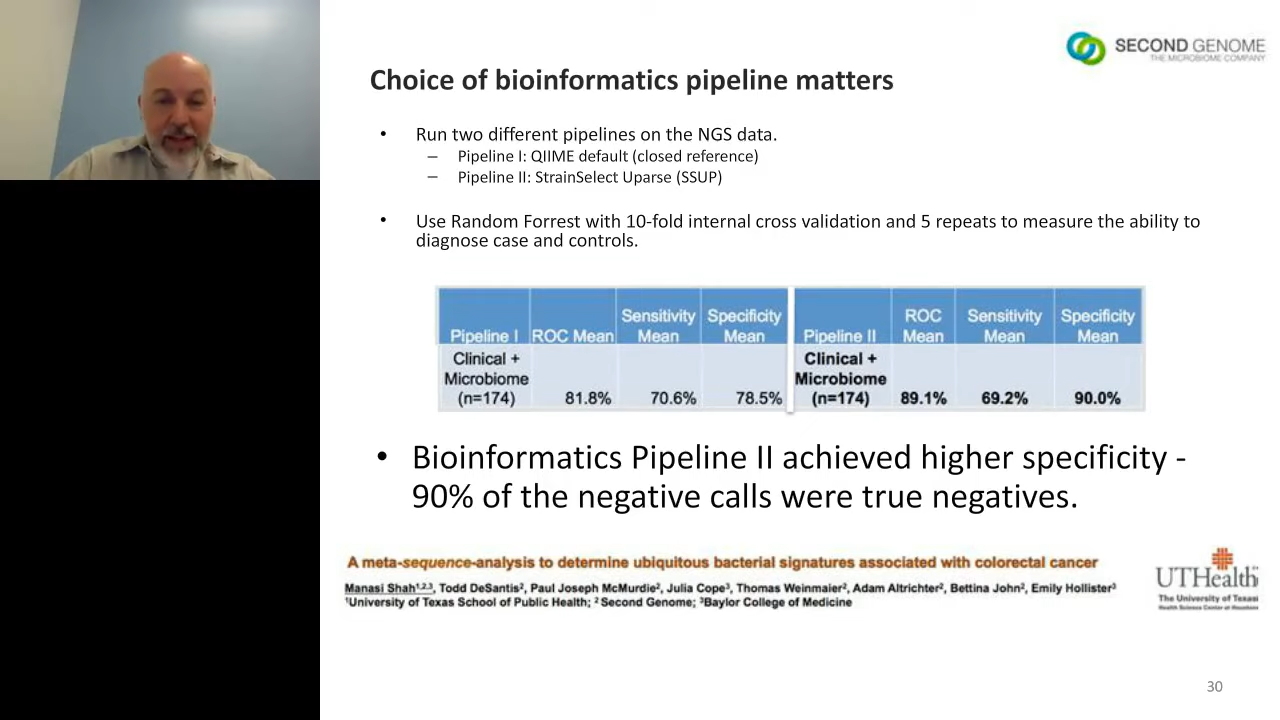 SECOND GENOME
THE MICROBIOME COMPANY
Choice of bioinformatics pipeline matters
• Run two different pipelines on the NGS data.
– Pipeline I: QIIME default (closed reference)
– Pipeline II: StrainSelect Uparse (SSUP)
• Use Random Forrest with 10-fold internal cross validation and 5 repeats to measure the ability to
diagnose case and controls.
Pipeline I ROC Mean Sensitivity Mean Specificity Mean Pipeline II ROC Mean Sensitivity Mean Specificity Mean
Clinical + Microbiome (n=174) 81.8% 70.6% 78.5% Clinical + Microbiome (n=174) 89.1% 69.2% 90.0%
• Bioinformatics Pipeline II achieved higher specificity -
90% of the negative calls were true negatives.
A meta-sequence-analysis to determine ubiquitous bacterial signatures associated with colorectal cancer
Manasi Shah¹,²,³, Todd DeSantis², Paul Joseph McMurdie², Julia Cope³, Thomas Weinmaier², Adam Altrichter², Bettina John², Emily Hollister³
¹University of Texas School of Public Health; ² Second Genome; ³Baylor College of Medicine
UTHealth
The University of Texas
Health Science Center at Houston
30